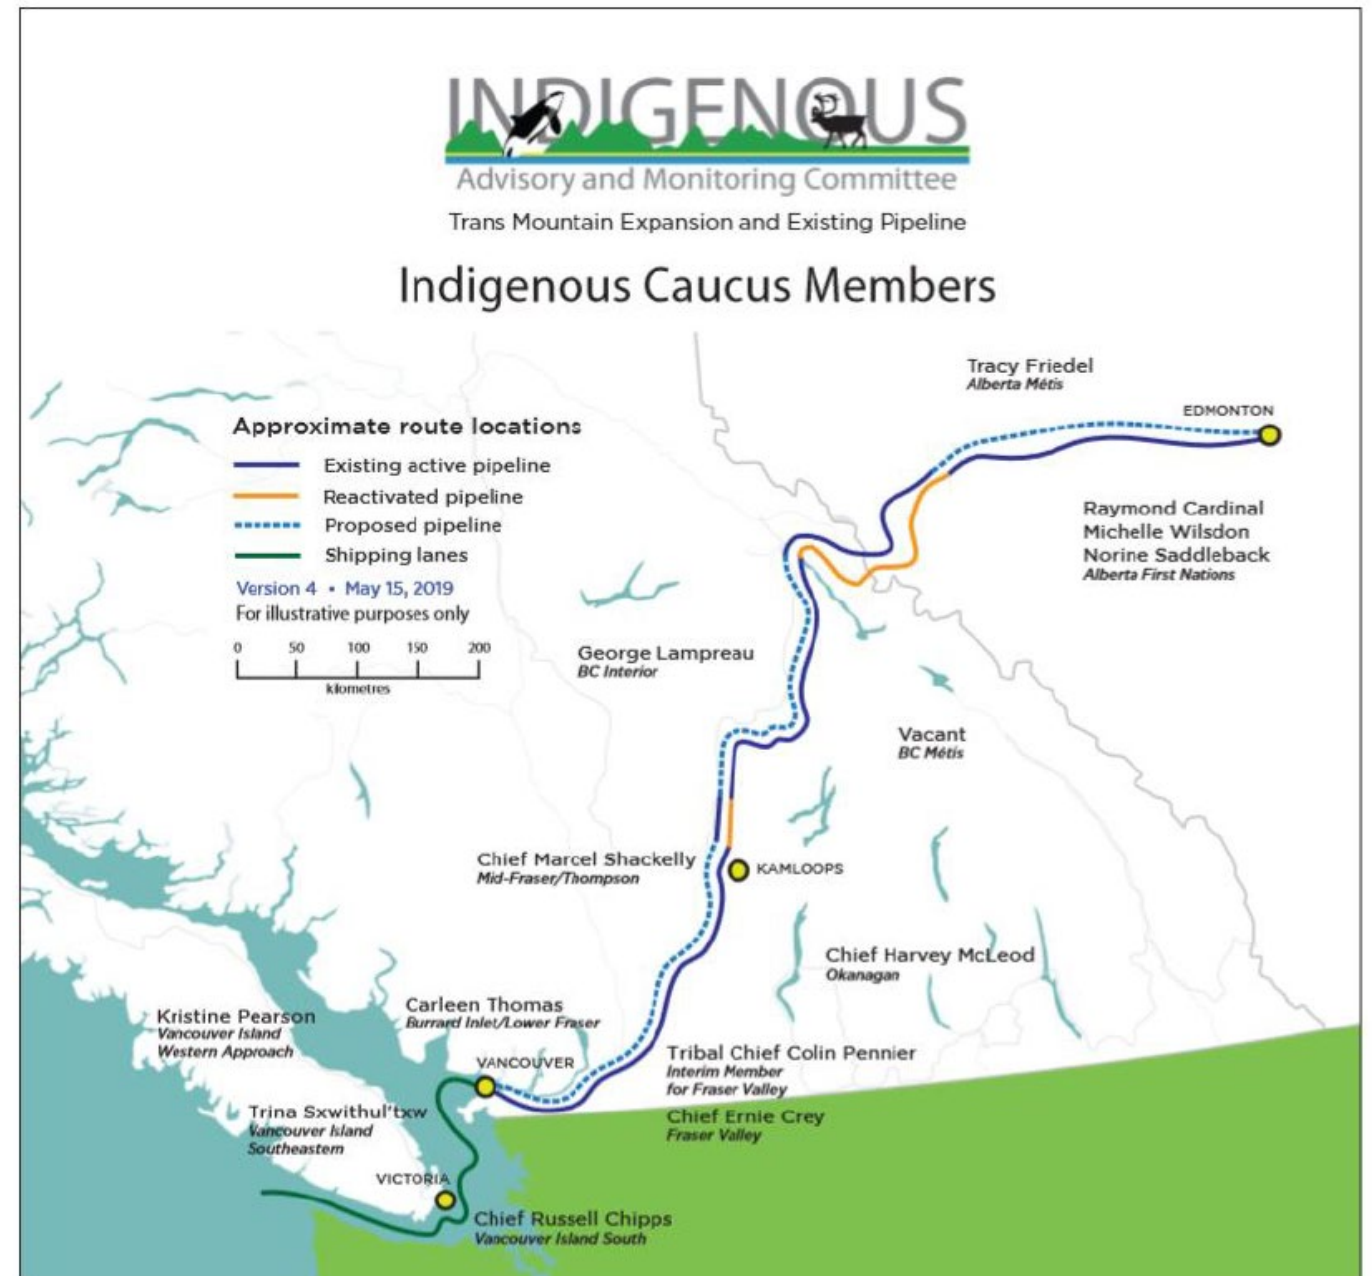 INDIGENOUS
Advisory and Monitoring Committee
Trans Mountain Expansion and Existing Pipeline
Indigenous Caucus Members
Tracy Friedel
Alberta Métis
EDMONTON
Approximate route locations
Existing active pipeline
Reactivated pipeline
Proposed pipeline
Shipping lanes
Version 4 • May 15, 2019
For illustrative purposes only
0 50 100 150 200
kilometres
Raymond Cardinal
Michelle Wilsdon
Norine Saddleback
Alberta First Nations
George Lampreau
BC Interior
Vacant
BC Métis
Chief Marcel Shackelly
Mid-Fraser/Thompson
KAMLOOPS
Chief Harvey McLeod
Okanagan
Kristine Pearson
Vancouver Island
Western Approach
Carleen Thomas
Burrard Inlet/Lower Fraser
VANCOUVER
Tribal Chief Colin Pennier
Interim Member
for Fraser Valley
Chief Ernie Crey
Fraser Valley
Trina Sxwithul'txw
Vancouver Island
Southeastern
VICTORIA
Chief Russell Chipps
Vancouver Island South